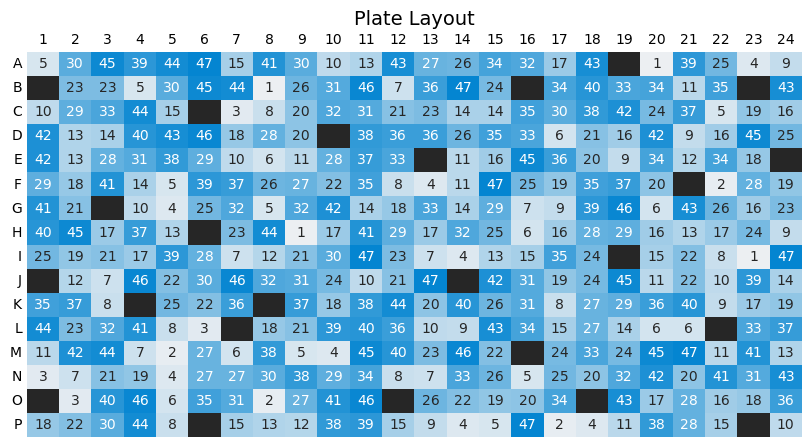 Plate Layout
1 2 3 4 5 6 7 8 9 10 11 12 13 14 15 16 17 18 19 20 21 22 23 24
A 5 30 45 39 44 47 15 41 30 10 13 43 27 26 34 32 17 43 1 39 25 4 9
B 23 23 5 30 45 44 1 26 31 46 7 36 47 24 34 40 33 34 11 35 43
C 10 29 33 44 15 3 8 20 32 31 21 23 14 14 35 30 38 42 24 37 5 19 16
D 42 13 14 40 43 46 18 28 20 38 36 36 26 35 33 6 21 16 42 9 16 45 25
E 42 13 28 31 38 29 10 6 11 28 37 33 11 16 45 36 20 9 34 12 34 18
F 29 18 41 14 5 39 37 26 27 22 35 8 4 11 47 25 19 35 37 20 2 28 19
G 41 21 10 4 25 32 5 32 42 14 18 33 14 29 7 9 39 46 6 43 26 16 23
H 40 45 17 37 13 23 44 1 17 41 29 17 32 25 6 16 28 29 16 13 17 24 9
I 25 19 21 17 39 28 7 12 21 30 47 23 7 4 13 15 35 24 15 22 8 1 47
J 12 7 46 22 30 46 32 31 24 10 21 47 42 31 19 24 45 11 22 10 39 14
K 35 37 8 25 22 36 37 18 38 44 20 40 26 31 8 27 29 36 40 9 17 19
L 44 23 32 41 8 3 18 21 39 40 36 10 9 43 34 15 27 14 6 6 33 37
M 11 42 44 7 2 27 6 38 5 4 45 40 23 46 22 24 33 24 45 47 11 41 13
N 3 7 21 19 4 27 27 30 38 29 34 8 7 33 26 5 25 20 32 42 20 41 31 43
O 3 40 46 6 35 31 2 27 41 46 26 22 19 20 34 43 17 28 16 18 36
P 18 22 30 44 8 15 13 12 38 39 15 9 4 5 47 2 4 11 38 28 15 10